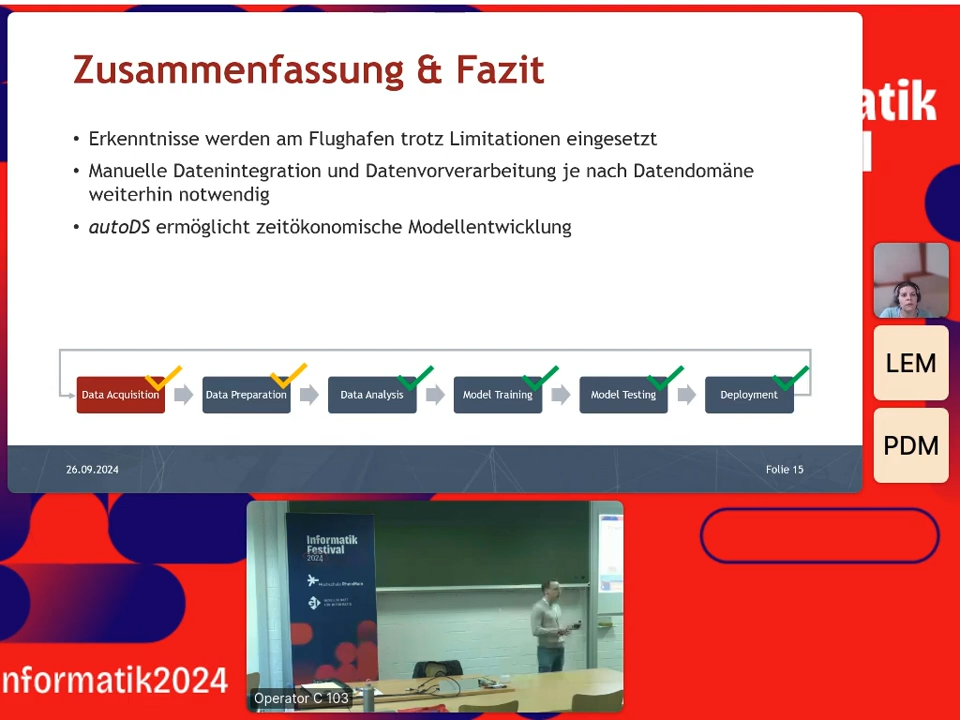 Zusammenfassung & Fazit
• Erkenntnisse werden am Flughafen trotz Limitationen eingesetzt
• Manuelle Datenintegration und Datenvorverarbeitung je nach Datendomäne
weiterhin notwendig
• autoDS ermöglicht zeitökonomische Modellentwicklung
Data Acquisition
Data Preparation
Data Analysis
Model Training
Model Testing
Deployment
26.09.2024
Folie 15
atik
LEM
PDM
Informatik
Festival
2024
Hochschule RheinMain
Operator C 103
nformatik2024